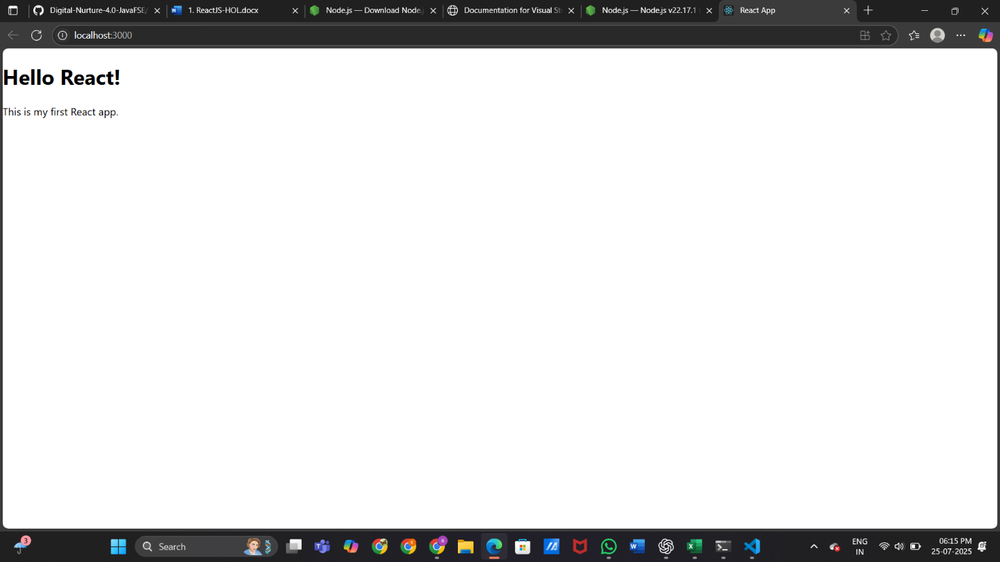 Digital-Nurture-4.0-JavaFSE/
1. ReactJS-HOL.docx
Node.js — Download Node.
Documentation for Visual St
Node.js — Node.js v22.17.1
React App
localhost:3000
Hello React!
This is my first React app.
3
Search
ENG
IN
06:15 PM
25-07-2025